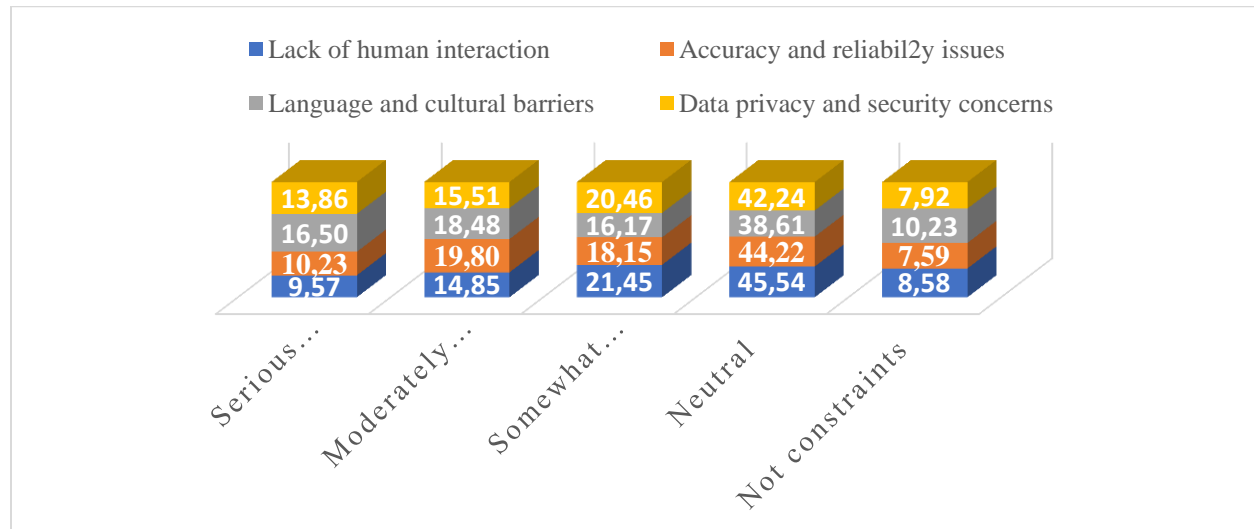 Lack of human interaction Accuracy and reliabil2y issues
Language and cultural barriers Data privacy and security concerns
13,86 15,51 20,46 42,24 7,92
16,50 18,48 16,17 38,61 10,23
10,23 19,80 18,15 44,22 7,59
9,57 14,85 21,45 45,54 8,58
Serious...
Moderately...
Somewhat...
Neutral
Not constraints